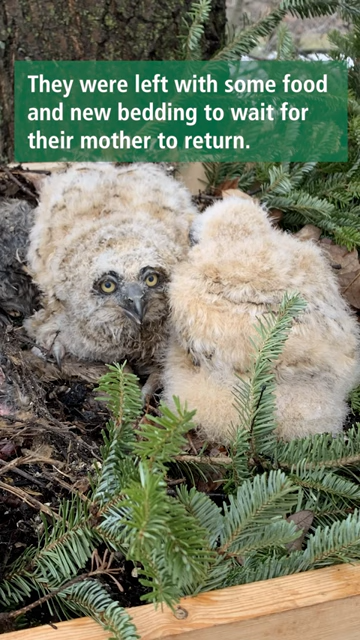 They were left with some food
and new bedding to wait for
their mother to return.